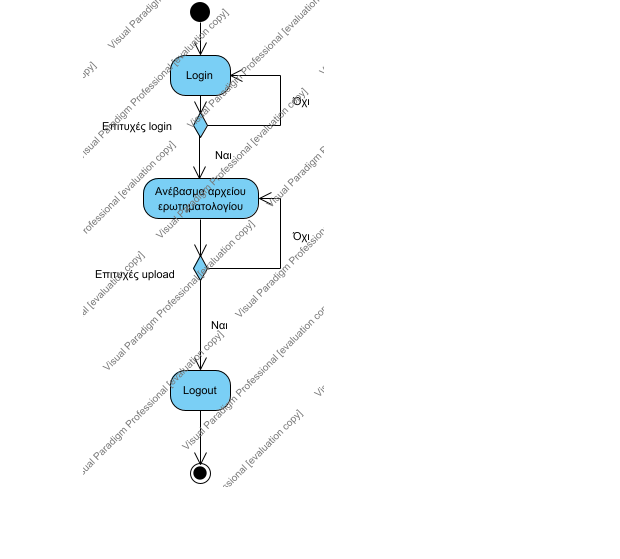 Login
Όχι
Επιτυχές login
Ναι
Ανέβασμα αρχείου
ερωτηματολογίου
Όχι
Επιτυχές upload
Ναι
Logout
Visual Paradigm Professional [evaluation copy]